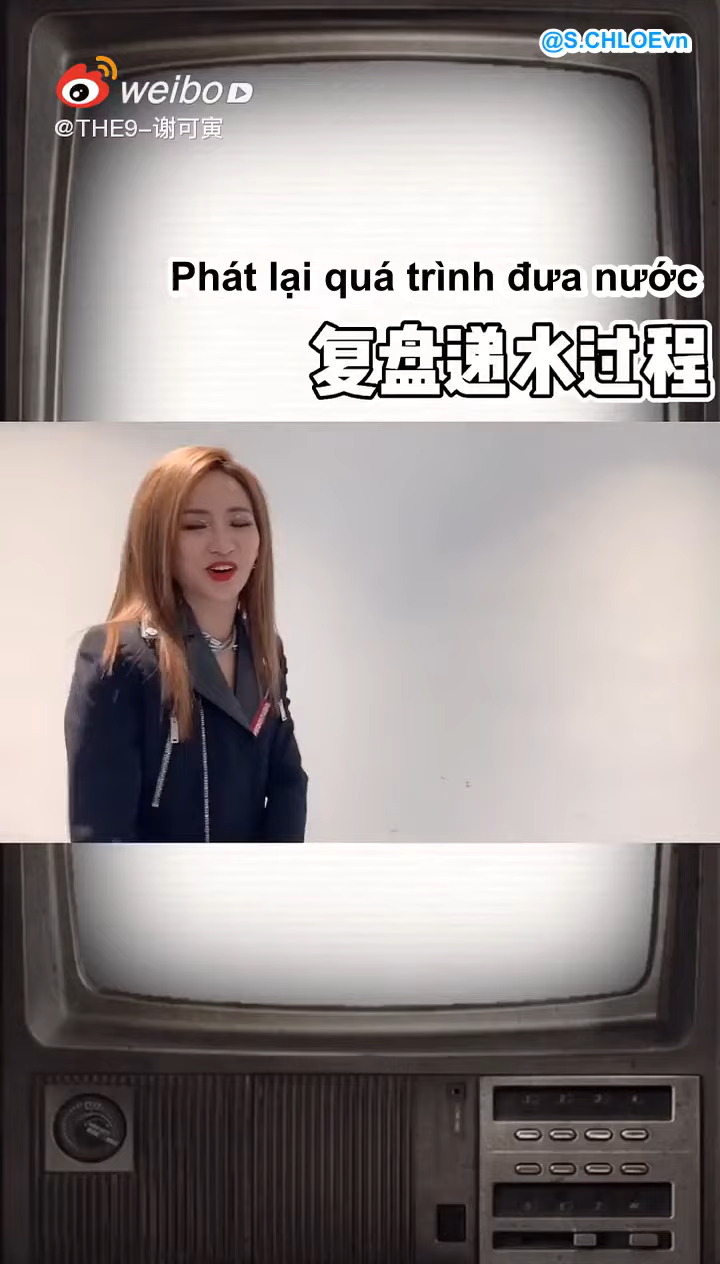 @S.CHLOEvn
weibo
@THE9-谢可寅
Phát lại quá trình đưa nước
复盘递水过程